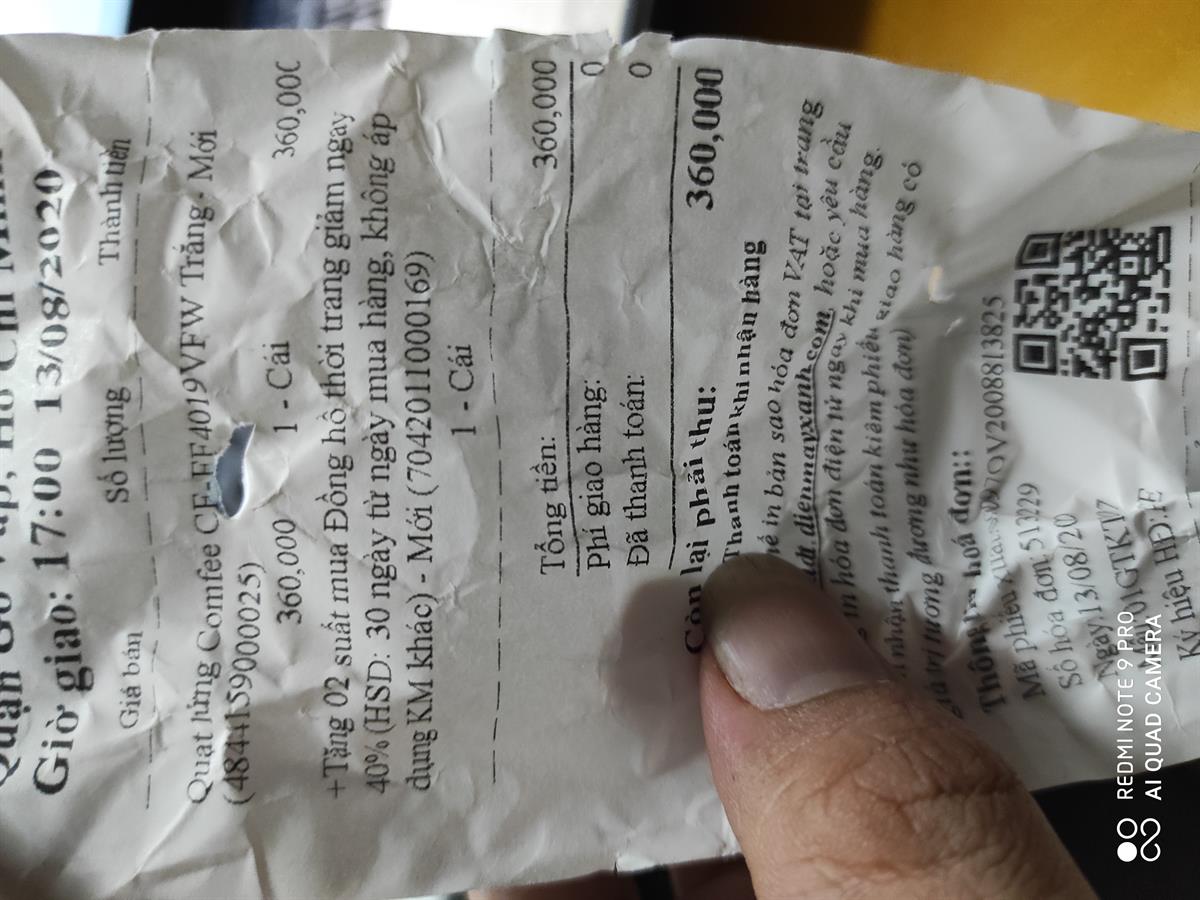 Quận Gò Vấp, Hồ Chí
Giờ giao: 17:00 13/08/2020
Giá bán Số lượng Thành tiền
Quạt lửng Comfee CF-FF4019VFW Trắng - Mới
(4844159000025)
360,000 1 - Cái 360,000
+Tặng 02 suất mua Đồng hồ thời trang giảm ngay
40% (HSD: 30 ngày từ ngày mua hàng, không áp
dụng KM khác) - Mới (7042011000169)
1 - Cái
Tổng tiền: 360,000
Phí giao hàng: 0
Đã thanh toán: 0
Còn lại phải thu: 360,000
Thanh toán khi nhận hàng
in bản sao hóa đơn VAT tại trang
dienmayxanh.com hoặc yêu cầu
in hóa đơn điện tử ngay khi mua hàng.
nhận thanh toán kiêm phiếu giao hàng có
giá trị tương đương như hóa đơn)
Thông tin hoá đơn::
Mã phiếu xuất:
Số hóa đơn: 513229
Ngày:13/08/2020
01GTKT
Ký hiệu
REDMI NOTE 9 PRO
AI QUAD CAMERA